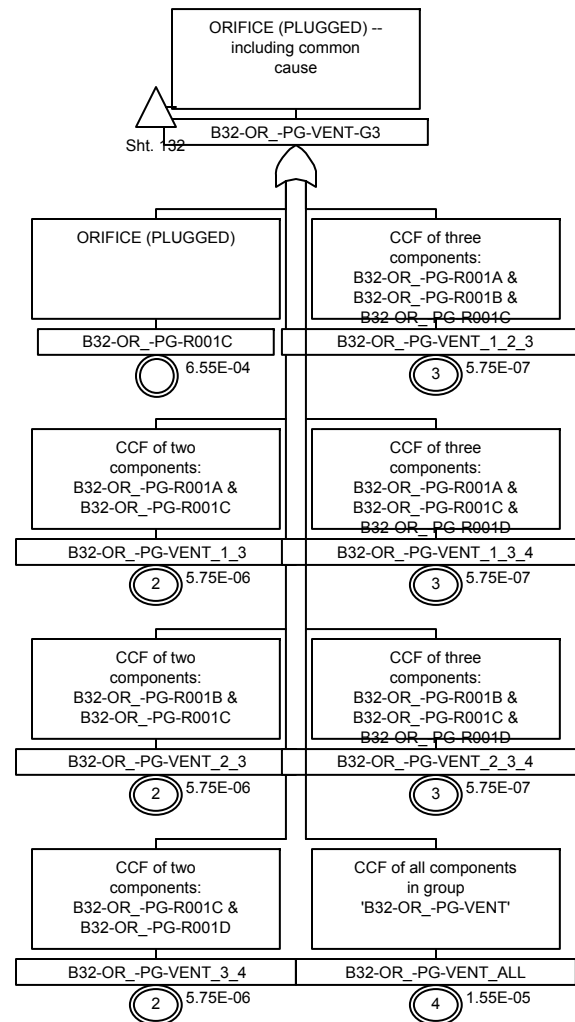 ORIFICE (PLUGGED) --
including common
cause
Sht. 132
B32-OR_-PG-VENT-G3
ORIFICE (PLUGGED)
B32-OR_-PG-R001C
6.55E-04
CCF of three
components:
B32-OR_-PG-R001A &
B32-OR_-PG-R001B &
B32-OR_-PG-R001C
B32-OR_-PG-VENT_1_2_3
3
5.75E-07
CCF of two
components:
B32-OR_-PG-R001A &
B32-OR_-PG-R001C
B32-OR_-PG-VENT_1_3
2
5.75E-06
CCF of three
components:
B32-OR_-PG-R001A &
B32-OR_-PG-R001C &
B32-OR_-PG-R001D
B32-OR_-PG-VENT_1_3_4
3
5.75E-07
CCF of two
components:
B32-OR_-PG-R001B &
B32-OR_-PG-R001C
B32-OR_-PG-VENT_2_3
2
5.75E-06
CCF of three
components:
B32-OR_-PG-R001B &
B32-OR_-PG-R001C &
B32-OR_-PG-R001D
B32-OR_-PG-VENT_2_3_4
3
5.75E-07
CCF of two
components:
B32-OR_-PG-R001C &
B32-OR_-PG-R001D
B32-OR_-PG-VENT_3_4
2
5.75E-06
CCF of all components
in group
'B32-OR_-PG-VENT'
B32-OR_-PG-VENT_ALL
4
1.55E-05